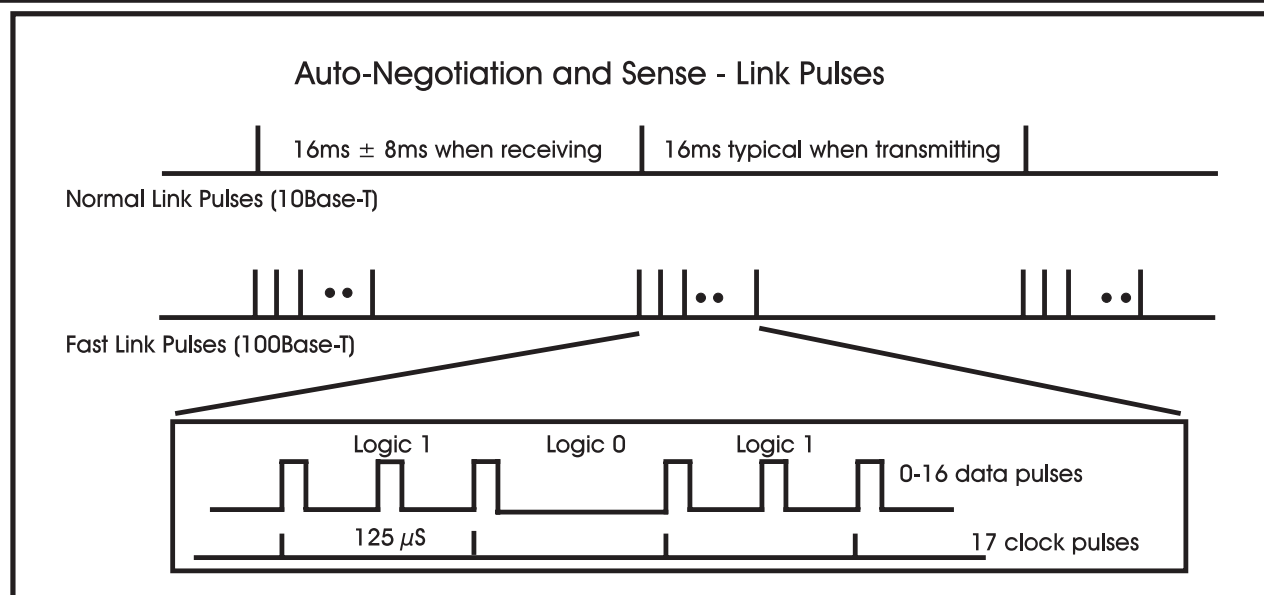 Auto-Negotiation and Sense - Link Pulses
16ms ± 8ms when receiving
16ms typical when transmitting
Normal Link Pulses (10Base-T)
Fast Link Pulses (100Base-T)
Logic 1
Logic 0
Logic 1
0-16 data pulses
125 μS
17 clock pulses